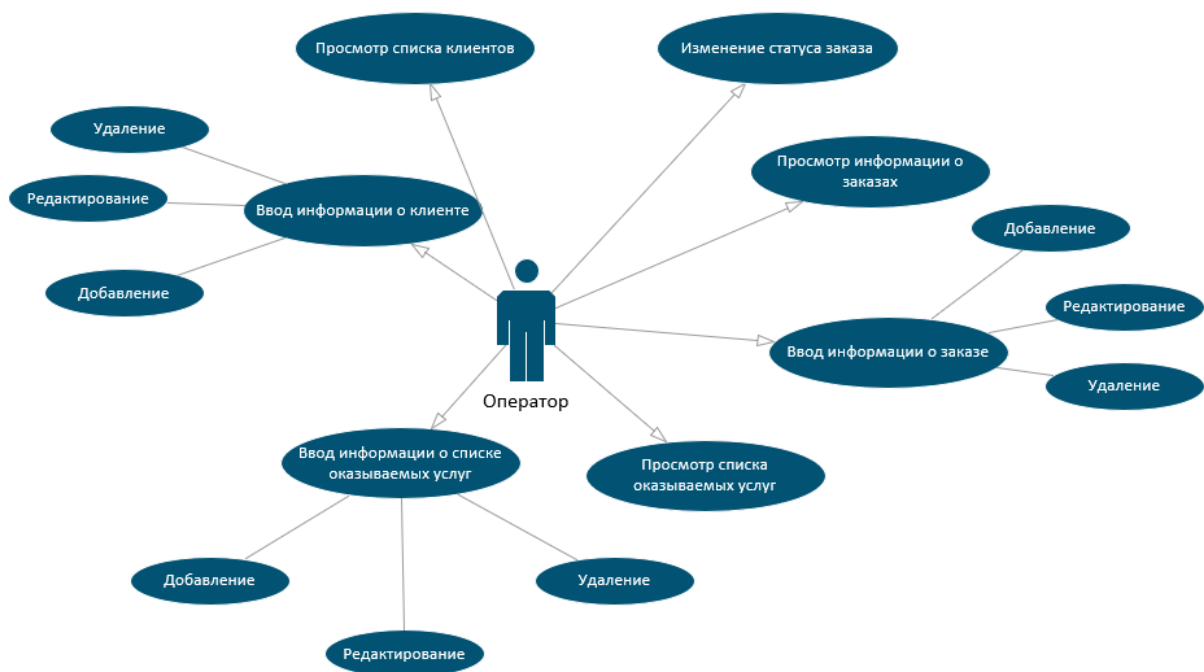 Просмотр списка клиентов
Изменение статуса заказа
Удаление
Редактирование
Ввод информации о клиенте
Добавление
Просмотр информации о
заказах
Добавление
Редактирование
Ввод информации о заказе
Удаление
Оператор
Ввод информации о списке
оказываемых услуг
Просмотр списка
оказываемых услуг
Добавление
Удаление
Редактирование